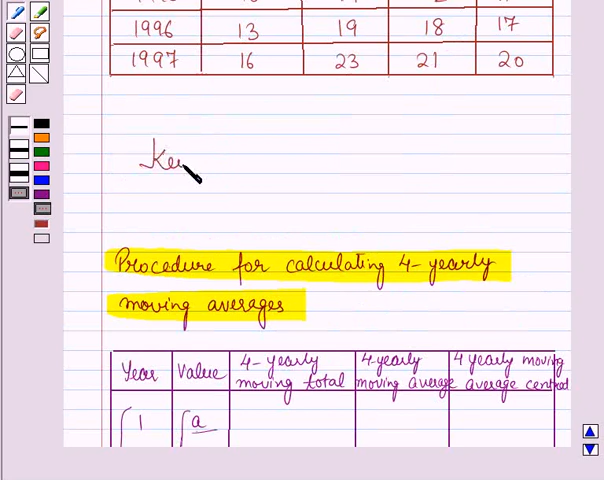 1996 13 19 18 17
1997 16 23 21 20
Ke
Procedure for calculating 4-yearly
moving averages
Year Value 4-yearly moving total 4-yearly moving average 4 yearly moving average centred
1 a